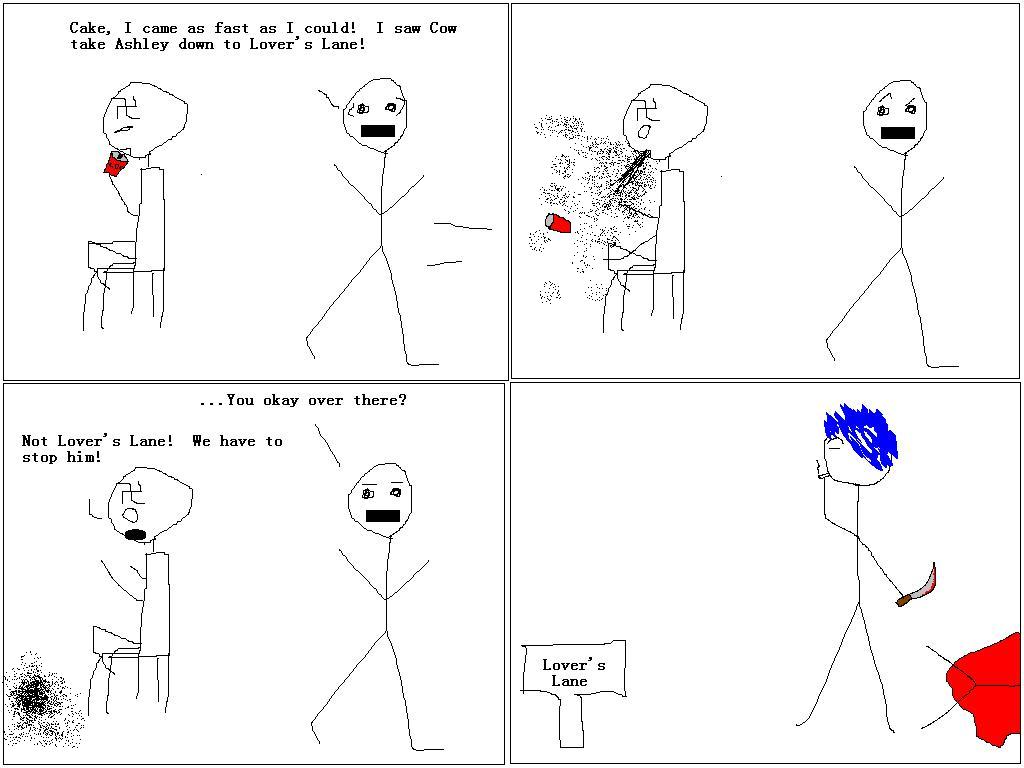 Cake, I came as fast as I could!  I saw Cow
take Ashley down to Lover's Lane!
...You okay over there?
Not Lover's Lane!  We have to
stop him!
Lover's
Lane